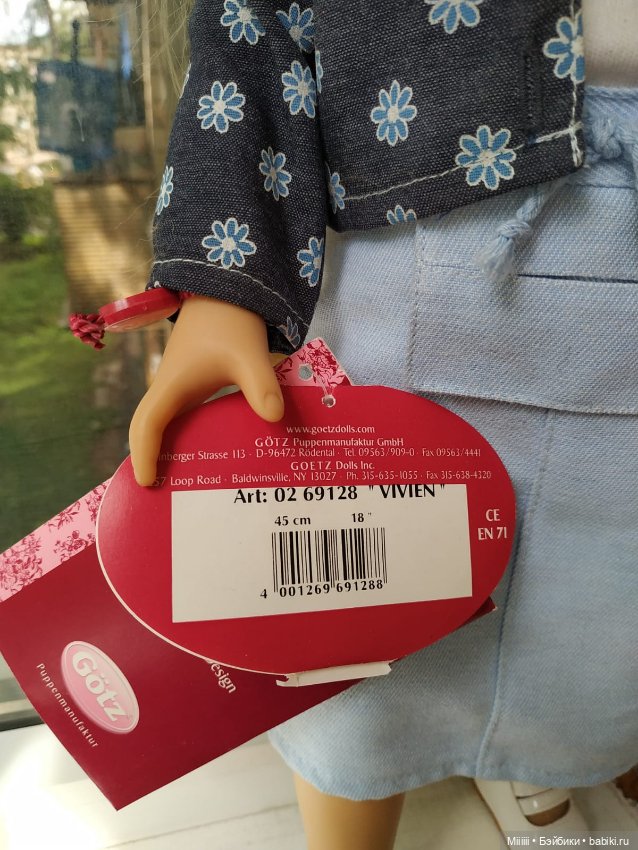 www.goetzdolls.com
GÖTZ Puppenmanufaktur GmbH
Strasse 113 · D-96472 Rödental · Tel. 09563/909-0 · Fax 09563/4441
GOETZ Dolls Inc.
Loop Road · Baldwinsville, NY 13027 · Ph. 315-635-1055 · Fax 315-638-4320
Art: 02 69128 "VIVIEN"
45 cm 18"
4 001269 691288
CE
EN 71
Götz
Puppenmanufaktur
Miiiii • Бэйбики • babiki.ru